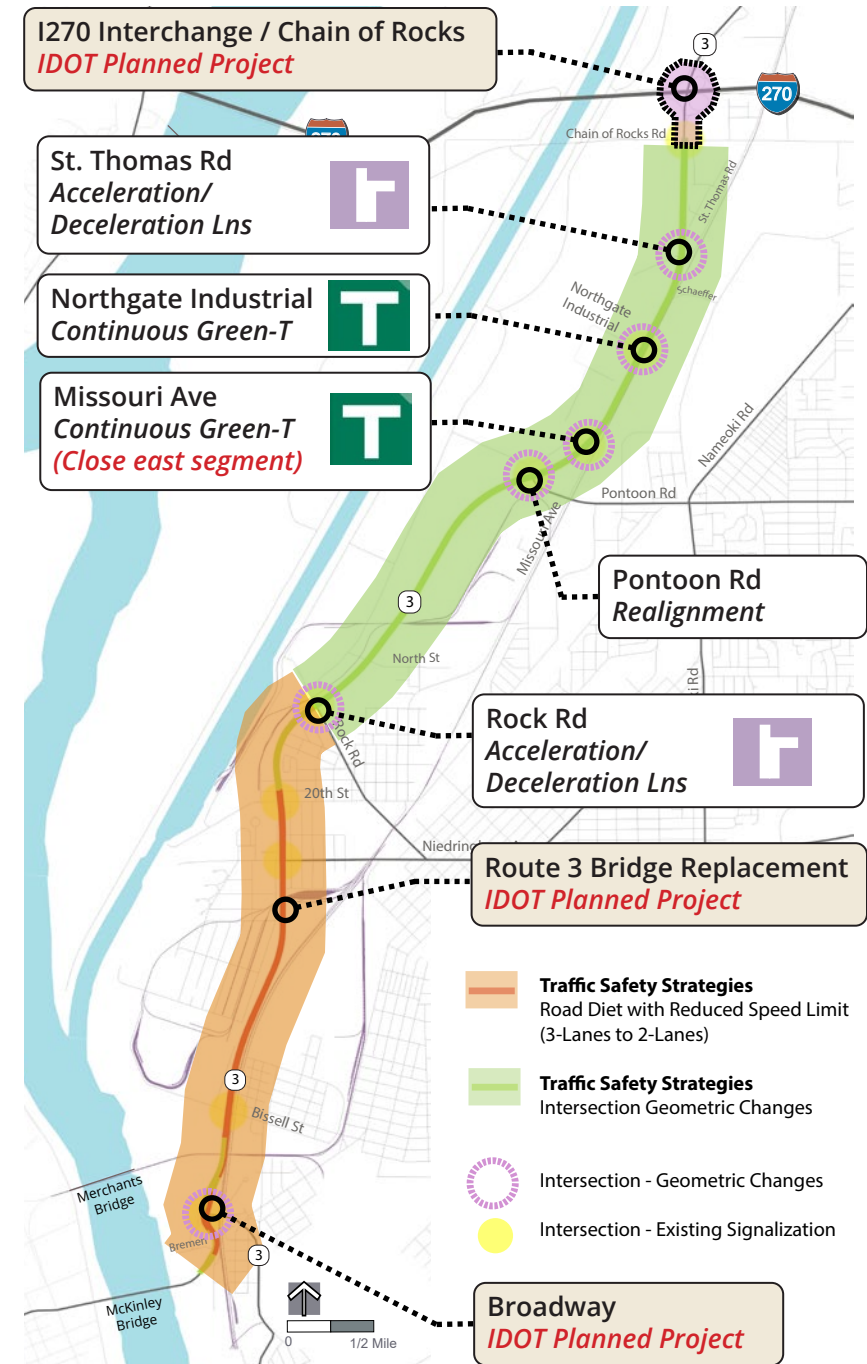 I270 Interchange / Chain of Rocks
IDOT Planned Project
3
270
Chain of Rocks Rd
St. Thomas Rd
Acceleration/
Deceleration Lns
St. Thomas Rd
Schaeffer
Northgate Industrial
Continuous Green-T
T
Northgate
Industrial
Missouri Ave
Continuous Green-T
(Close east segment)
T
Nameoki Rd
Pontoon Rd
Missouri Ave
Pontoon Rd
Realignment
3
North St
Rock Rd
Rock Rd
Acceleration/
Deceleration Lns
20th St
Route 3 Bridge Replacement
IDOT Planned Project
Traffic Safety Strategies
Road Diet with Reduced Speed Limit
(3-Lanes to 2-Lanes)
3
Traffic Safety Strategies
Intersection Geometric Changes
Bissell St
Intersection - Geometric Changes
Merchants
Bridge
Intersection - Existing Signalization
Bremen
3
McKinley
Bridge
0
1/2 Mile
Broadway
IDOT Planned Project